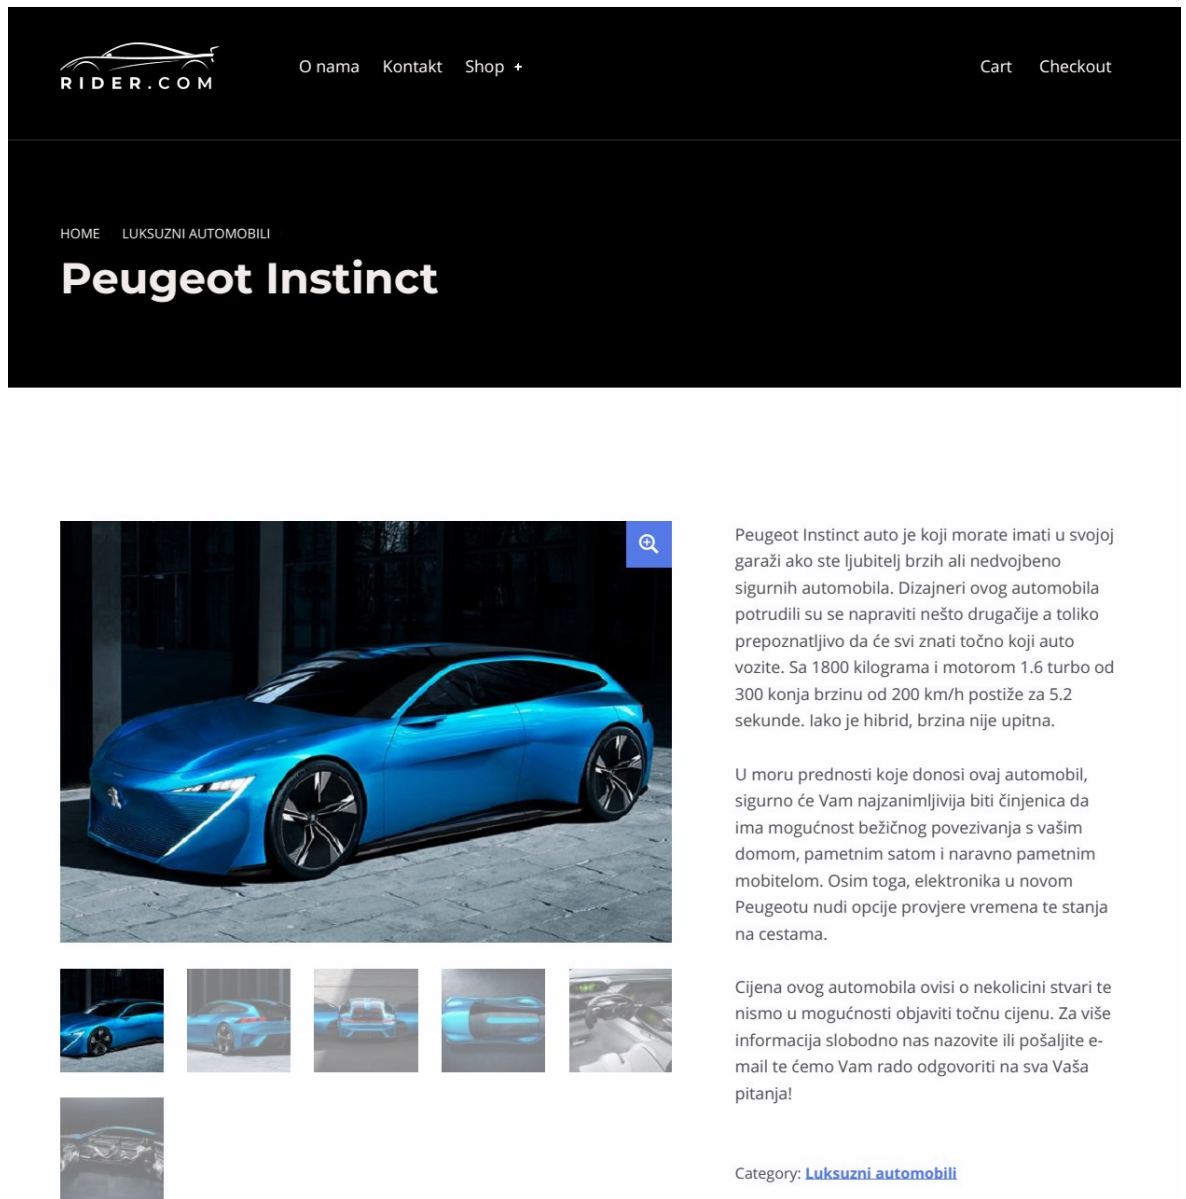 RIDER.COM
O nama Kontakt Shop +
Cart Checkout
HOME LUKSUZNI AUTOMOBILI
Peugeot Instinct
Peugeot Instinct auto je koji morate imati u svojoj
garaži ako ste ljubitelj brzih ali nedvojbeno
sigurnih automobila. Dizajneri ovog automobila
potrudili su se napraviti nešto drugačije a toliko
prepoznatljivo da će svi znati točno koji auto
vozite. Sa 1800 kilograma i motorom 1.6 turbo od
300 konja brzinu od 200 km/h postiže za 5.2
sekunde. Iako je hibrid, brzina nije upitna.
U moru prednosti koje donosi ovaj automobil,
sigurno će Vam najzanimljivija biti činjenica da
ima mogućnost bežičnog povezivanja s vašim
domom, pametnim satom i naravno pametnim
mobitelom. Osim toga, elektronika u novom
Peugeotu nudi opcije provjere vremena te stanja
na cestama.
Cijena ovog automobila ovisi o nekolicini stvari te
nismo u mogućnosti objaviti točnu cijenu. Za više
informacija slobodno nas nazovite ili pošaljite e-
mail te ćemo Vam rado odgovoriti na sva Vaša
pitanja!
Category: Luksuzni automobili